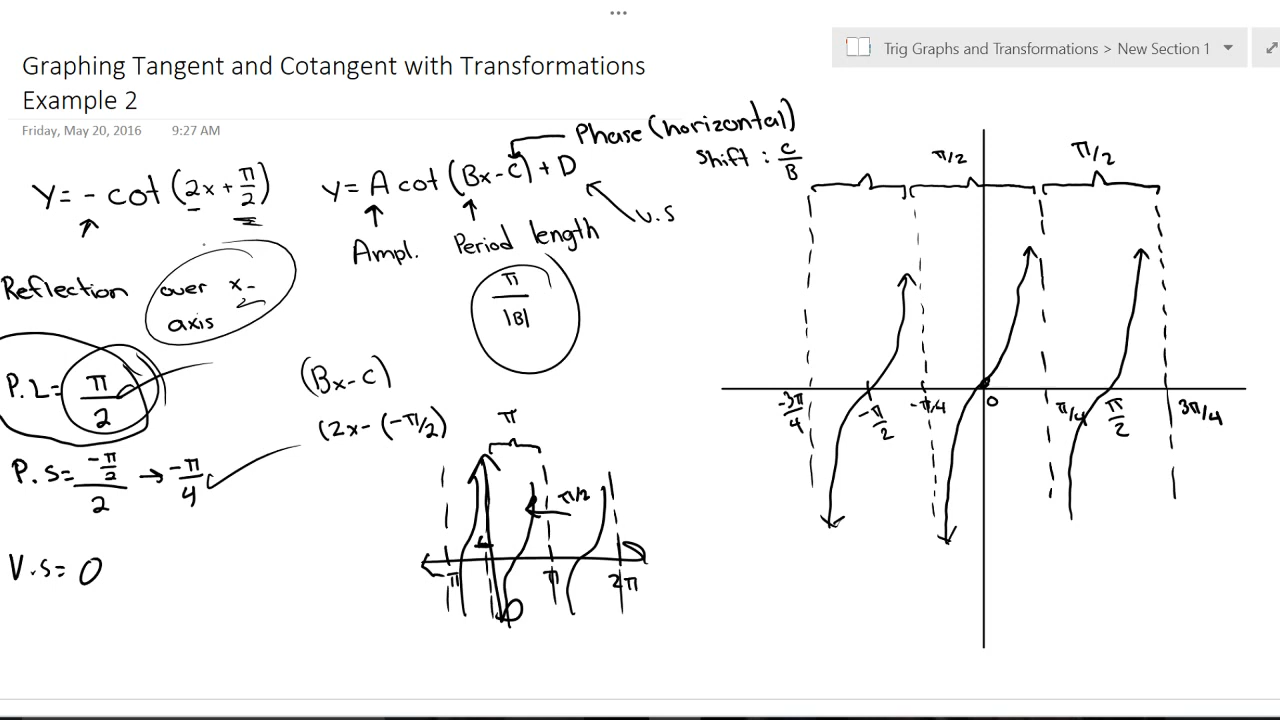 Trig Graphs and Transformations > New Section 1
Graphing Tangent and Cotangent with Transformations
Example 2
Friday, May 20, 2016 9:27 AM
Phase (horizontal)
Shift : C/B
y = - cot (2x + π/2)
y = A cot (Bx - C) + D
V.S
Ampl. Period length
π/|B|
Reflection over x-
axis
P.L = π/2
(Bx - C)
(2x - (-π/2)
P.S = (-π/2)/2 → -π/4
V.S = 0
π
π/2
-π
π
2π
π/2
π/2
-3π/4
-π/2
-π/4
0
π/4
π/2
3π/4